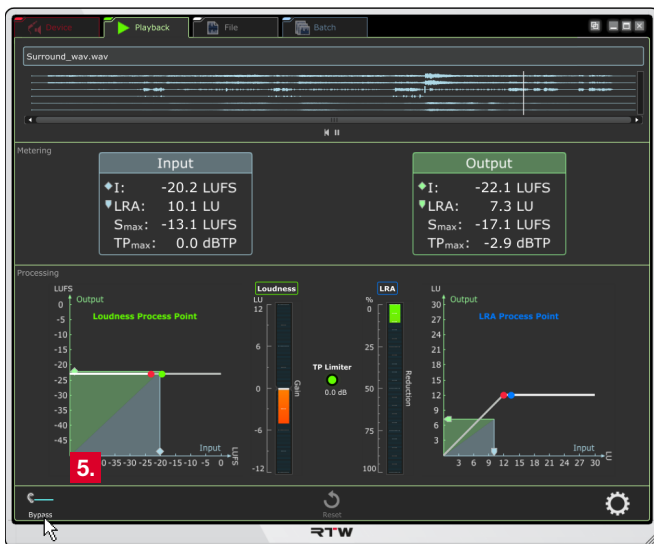 Device Playback File Batch
Surround_wav.wav
Metering
Input
I: -20.2 LUFS
LRA: 10.1 LU
Smax: -13.1 LUFS
TPmax: 0.0 dBTP
Output
I: -22.1 LUFS
LRA: 7.3 LU
Smax: -17.1 LUFS
TPmax: -2.9 dBTP
Processing
LUFS
Output
Loudness Process Point
0
-5
-10
-15
-20
-25
-30
-35
-40
-45
Input
0 -35 -30 -25 -20 -15 -10 -5 0
LUFS
5.
Loudness
LU
12
6
0
-6
-12
Gain
TP Limiter
0.0 dB
LRA
%
0
25
50
75
100
Reduction
LU
Output
LRA Process Point
30
27
24
21
18
15
12
9
6
3
Input
3 6 9 12 15 18 21 24 27 30
LU
Bypass
Reset
RTW